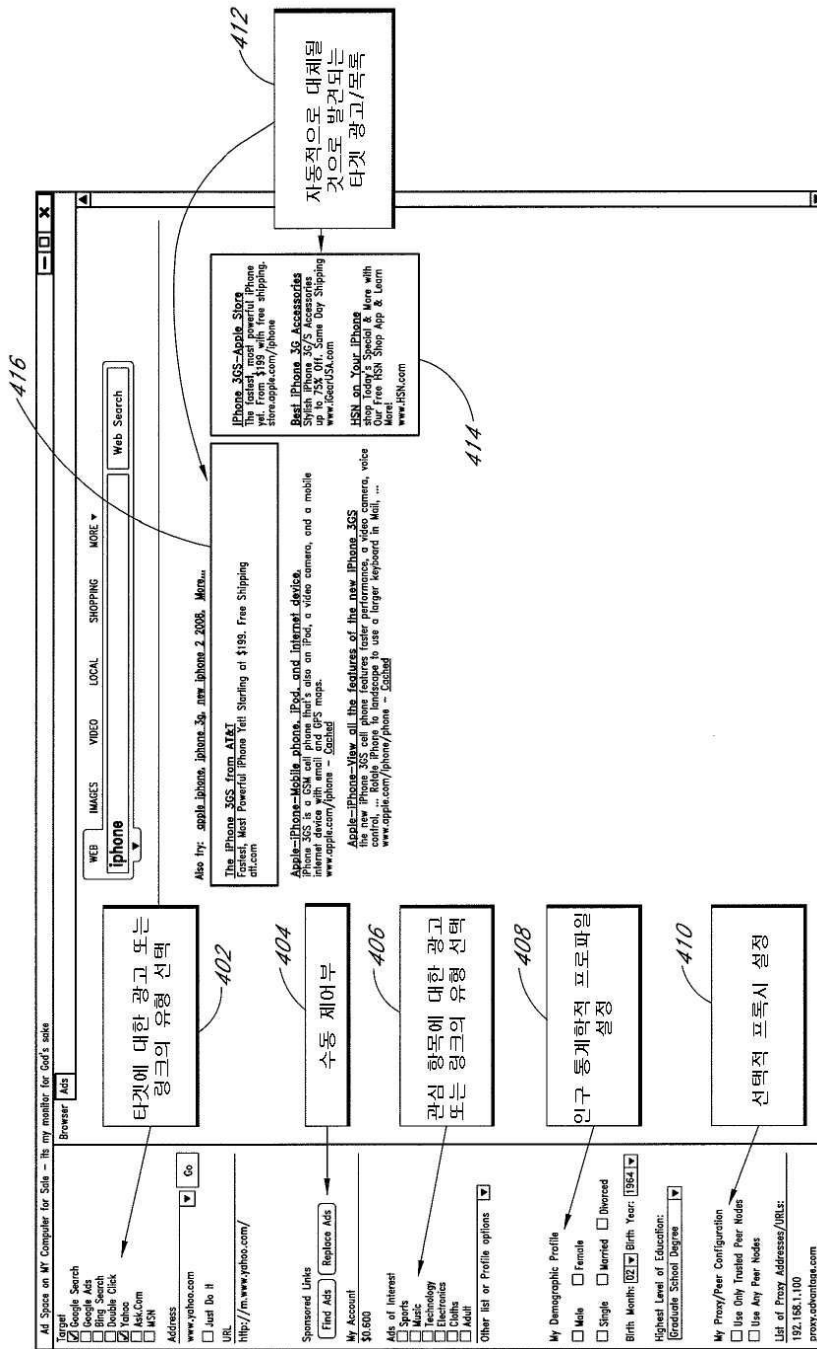 Ad Space on MY Computer for Sale – its my monitor for God's sake
Target
Google Search
Google Ads
Bing Search
Double Click
Yahoo
Ask.Com
MSN
Address
www.yahoo.com
Go
Just Do It
URL
http://m.www.yahoo.com/
Sponsored Links
Find Ads
Replace Ads
My Account
$0.600
Ads of Interest
Sports
Music
Technology
Electronics
Cloths
Adult
Other list or Profile options
My Demographic Profile
Male
Female
Single
Married
Divorced
Birth Month: 02
Birth Year: 1964
Highest Level of Education:
Graduate School Degree
My Proxy/Peer Configuration
Use Only Trusted Peer Nodes
Use Any Peer Nodes
List of Proxy Addresses/URLs:
192.168.1.100
proxy.advantage.com
Browser
Ads
타겟에 대한 광고 또는
링크의 유형 선택
402
수동 제어부
404
관심 항목에 대한 광고
또는 링크의 유형 선택
406
인구 통계학적 프로파일
설정
408
선택적 프록시 설정
410
WEB
IMAGES
VIDEO
LOCAL
SHOPPING
MORE
iphone
Web Search
Also try: apple iphone, iphone 3g, new iphone 2 2008, More...
The iPhone 3GS from AT&T
Fastest, Most Powerful iPhone Yet! Starting at $199. Free Shipping
att.com
Apple–iPhone–Mobile phone, iPod, and internet device.
iPhone 3GS is a GSM cell phone that's also an iPod, a video camera, and a mobile
internet device with email and GPS maps.
www.apple.com/iphone – Cached
Apple–iPhone–View all the features of the new iPhone 3GS
the new iPhone 3GS cell phone features faster performance, a video camera, voice
control, ... Rotate iPhone to landscape to use a larger keyboard in Mail, ...
www.apple.com/iphone/phone – Cached
416
iPhone 3GS–Apple Store
The fastest, most powerful iPhone
yet. From $199 with free shipping.
store.apple.com/iphone
Best iPhone 3G Accessories
Stylish iPhone 3G/S Accessories
up to 75% Off. Same Day Shipping
www.iGearUSA.com
HSN on Your iPhone
shop Today's Special & More with
Our Free HSN Shop App & Learn
More!
www.HSN.com
414
자동적으로 대체될
것으로 발견되는
타겟 광고/목록
412